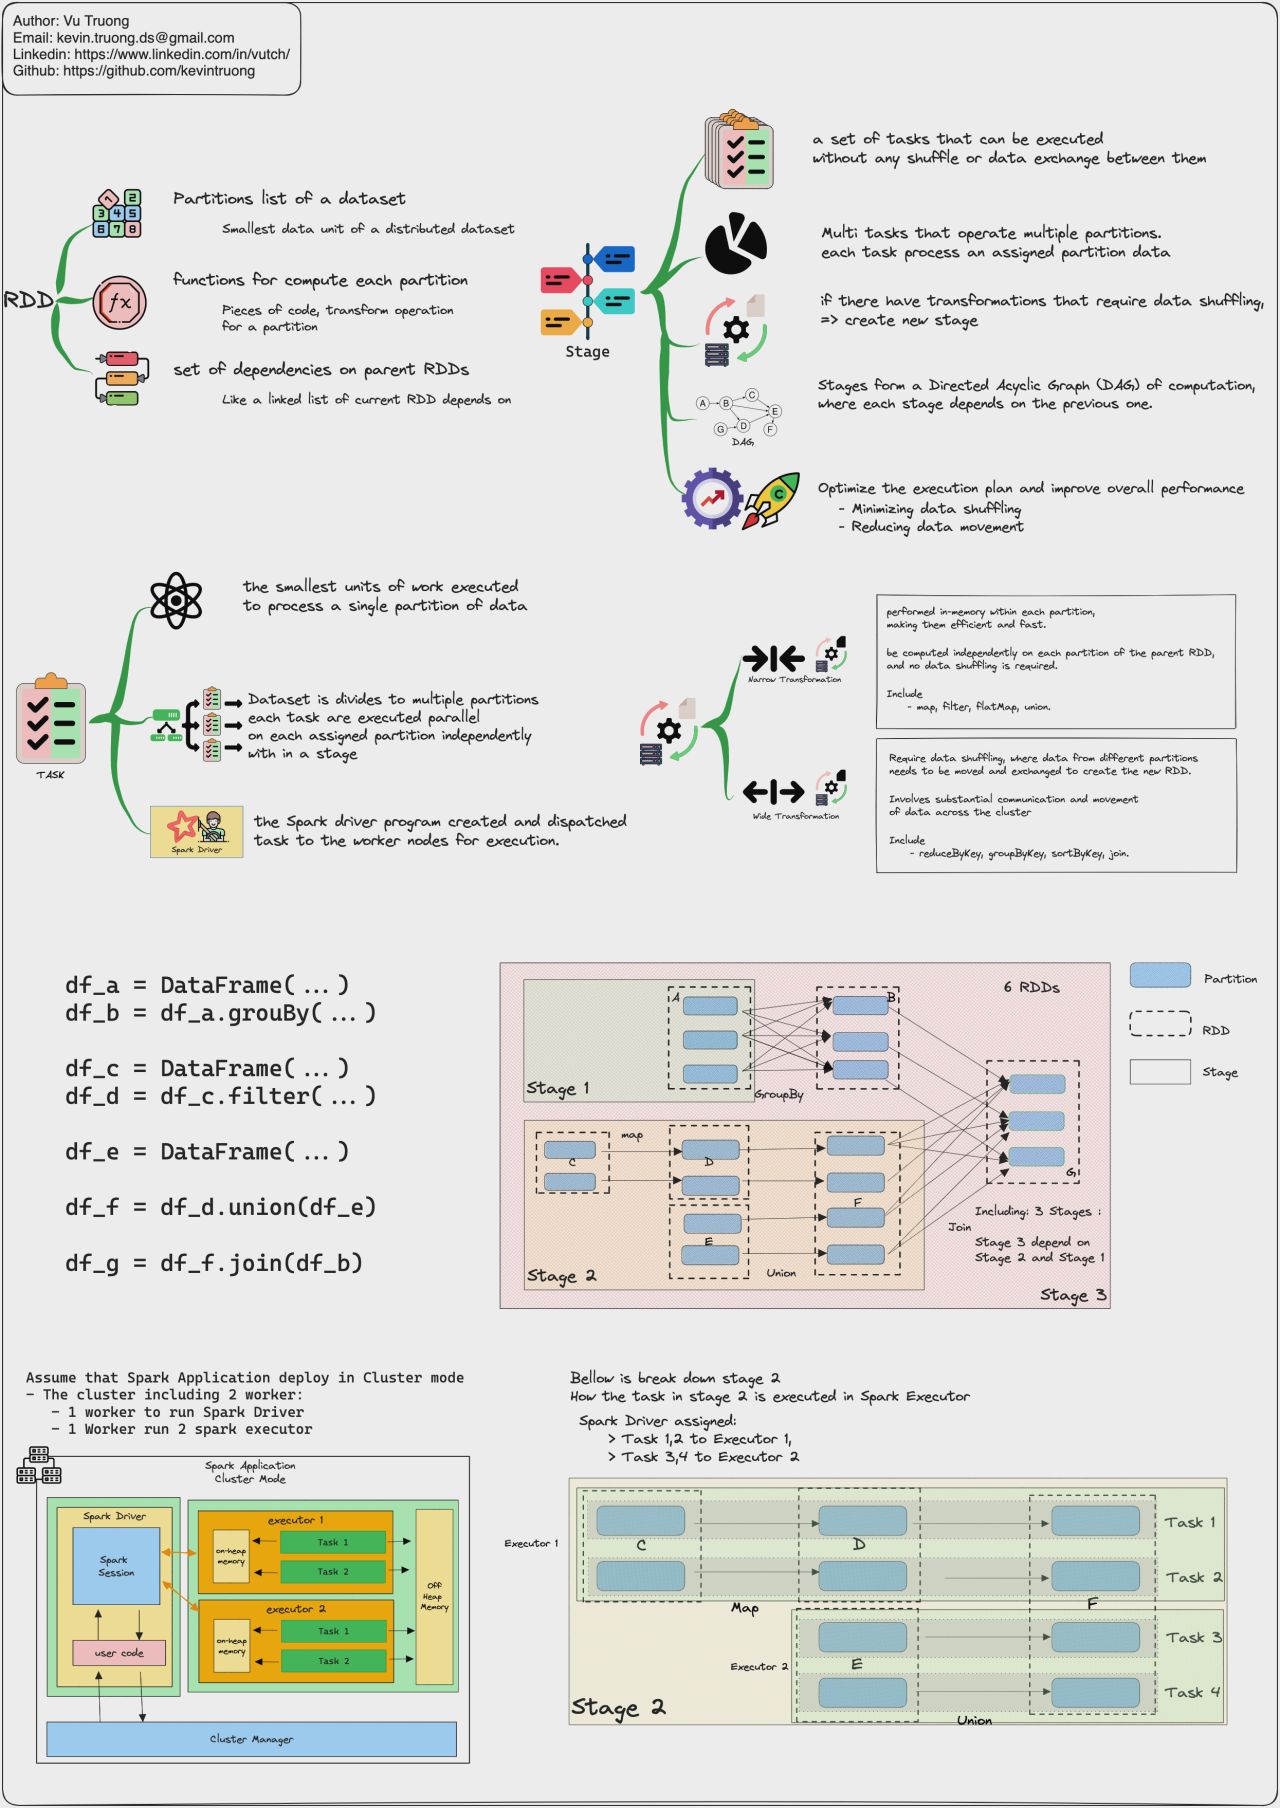 Author: Vu Truong
Email: kevin.truong.ds@gmail.com
Linkedin: https://www.linkedin.com/in/vutch/
Github: https://github.com/kevintruong
RDD
1 2
3 4 5
6 7 8
Partitions list of a dataset
Smallest data unit of a distributed dataset
fx
functions for compute each partition
Pieces of code, transform operation
for a partition
set of dependencies on parent RDDs
Like a linked list of current RDD depends on
Stage
a set of tasks that can be executed
without any shuffle or data exchange between them
Multi tasks that operate multiple partitions.
each task process an assigned partition data
if there have transformations that require data shuffling,
=> create new stage
A B C E
G D F
DAG
Stages form a Directed Acyclic Graph (DAG) of computation,
where each stage depends on the previous one.
C
Optimize the execution plan and improve overall performance
- Minimizing data shuffling
- Reducing data movement
TASK
the smallest units of work executed
to process a single partition of data
Dataset is divides to multiple partitions
each task are executed parallel
on each assigned partition independently
with in a stage
Spark Driver
the Spark driver program created and dispatched
task to the worker nodes for execution.
Narrow Transformation
performed in-memory within each partition,
making them efficient and fast.
be computed independently on each partition of the parent RDD,
and no data shuffling is required.
Include
- map, filter, flatMap, union.
Wide Transformation
Require data shuffling, where data from different partitions
needs to be moved and exchanged to create the new RDD.
Involves substantial communication and movement
of data across the cluster
Include
- reduceByKey, groupByKey, sortByKey, join.
df_a = DataFrame(...)
df_b = df_a.grouBy(...)
df_c = DataFrame(...)
df_d = df_c.filter(...)
df_e = DataFrame(...)
df_f = df_d.union(df_e)
df_g = df_f.join(df_b)
6 RDDs
A
B
Stage 1
GroupBy
map
C
D
E
F
G
Union
Stage 2
Join
Including: 3 Stages :
Stage 3 depend on
Stage 2 and Stage 1
Stage 3
Partition
RDD
Stage
Assume that Spark Application deploy in Cluster mode
- The cluster including 2 worker:
- 1 worker to run Spark Driver
- 1 Worker run 2 spark executor
Spark Application
Cluster Mode
Spark Driver
Spark
Session
user code
executor 1
on-heap
memory
Task 1
Task 2
executor 2
on-heap
memory
Task 1
Task 2
Off
Heap
Memory
Cluster Manager
Bellow is break down stage 2
How the task in stage 2 is executed in Spark Executor
Spark Driver assigned:
> Task 1,2 to Executor 1,
> Task 3,4 to Executor 2
Executor 1
C
D
Task 1
Task 2
Map
F
Executor 2
E
Task 3
Task 4
Stage 2
Union